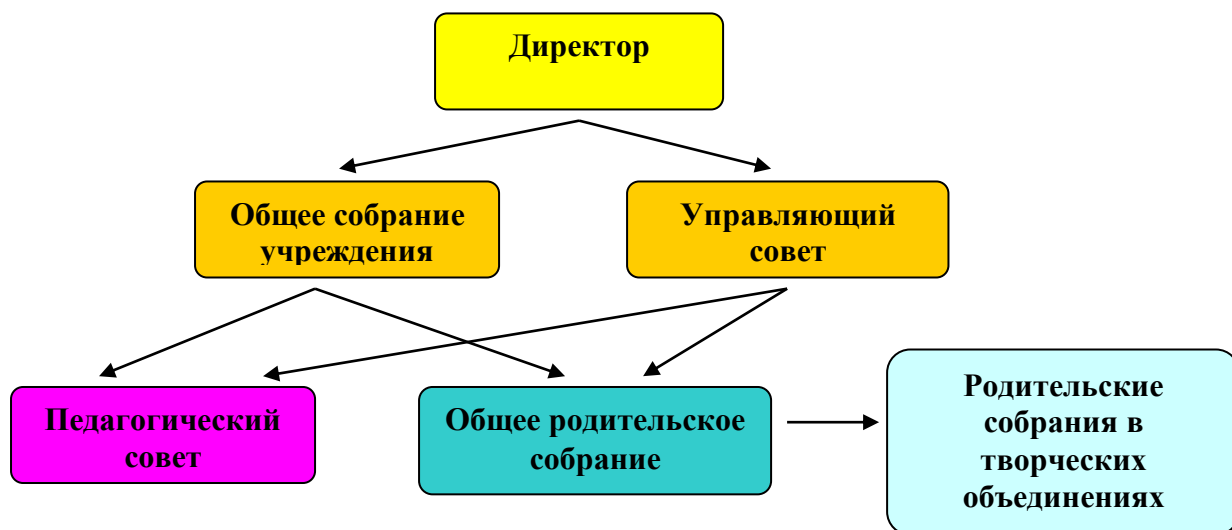 Директор
Общее собрание
учреждения
Управляющий
совет
Педагогический
совет
Общее родительское
собрание
Родительские
собрания в
творческих
объединениях